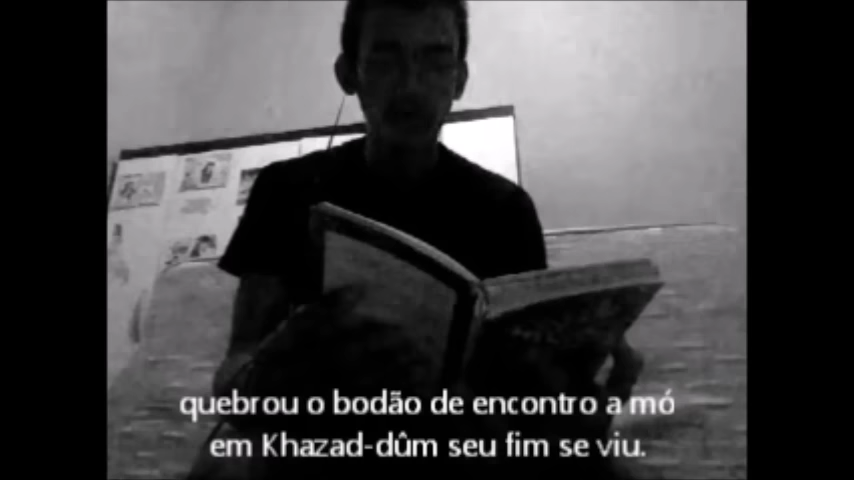 quebrou o bodão de encontro a mó
em Khazad-dûm seu fim se viu.